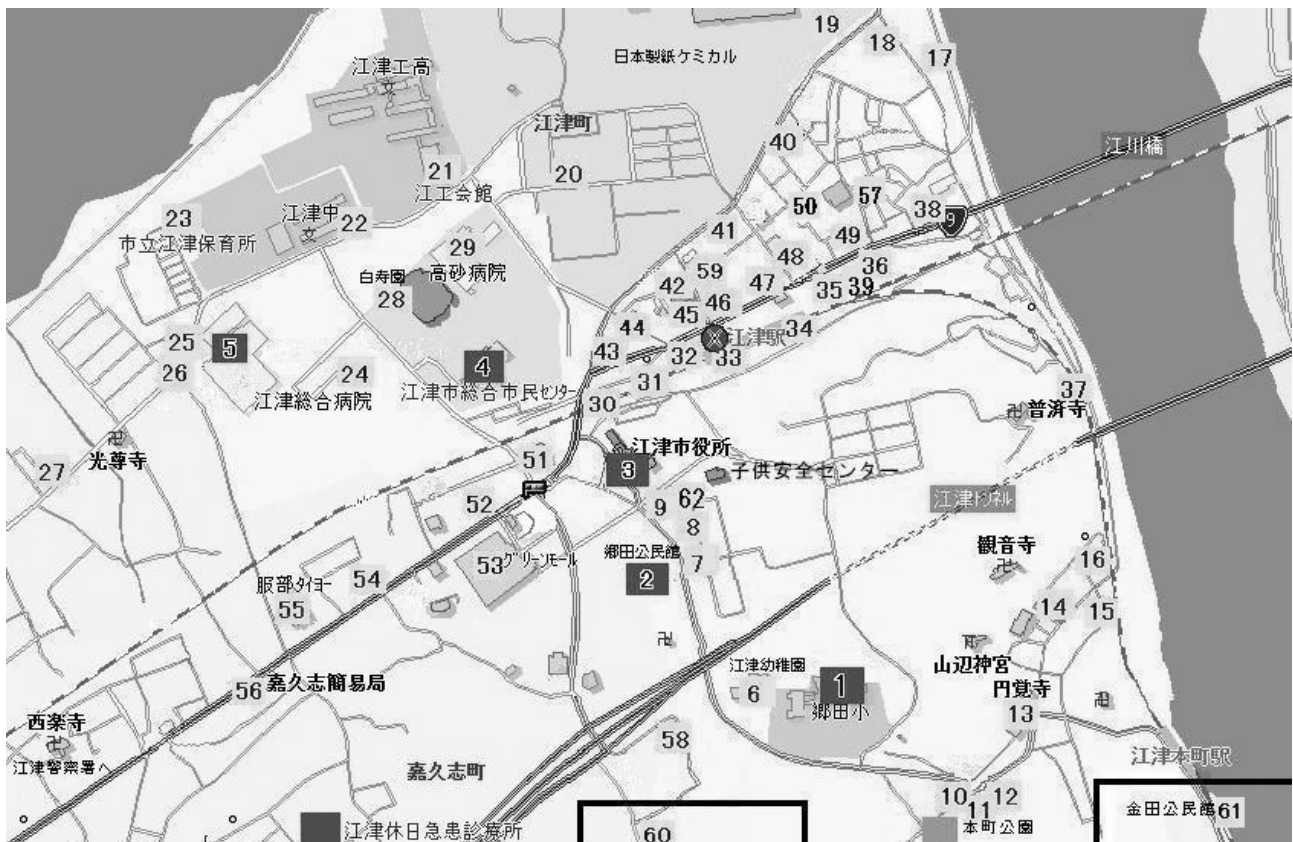 19
18
17
日本製紙ケミカル
江津工高
江津町
40
江川橋
21
20
江工会館
23
江津中
22
50
57
38
9
市立江津保育所
41
49
29
高砂病院
48
36
白寿園
28
59
42
47
35
39
46
45
44
34
江津駅
25
5
43
32
33
26
24
4
31
江津総合病院
江津市総合市民センター
30
37
普済寺
光尊寺
27
51
江津市役所
3
子供安全センター
52
9
62
江津トンネル
8
郷田公民館
観音寺
53
グリーンモール
2
7
16
54
服部タイヨー
55
14
15
江津幼稚園
山辺神宮
6
1
円覚寺
56
嘉久志簡易局
郷田小
13
西楽寺
58
江津本町駅
江津警察署へ
嘉久志町
10
12
11
金田公民館
61
江津休日急患診療所
60
本町公園